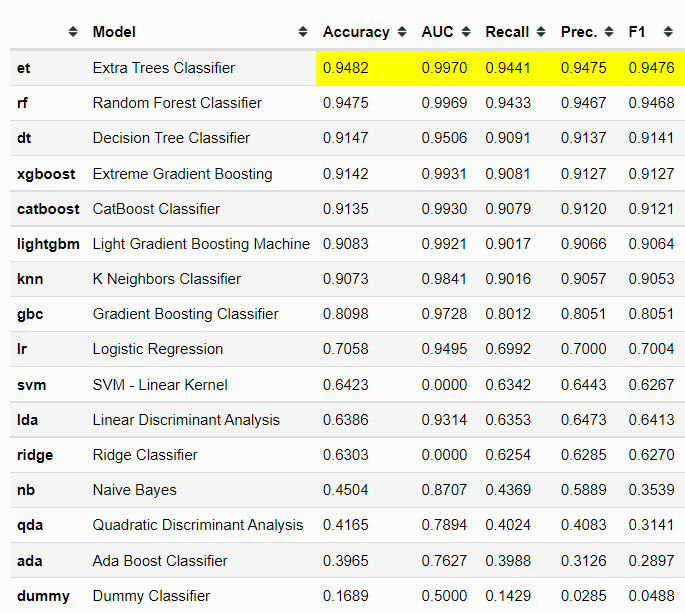 Model Accuracy AUC Recall Prec. F1
et Extra Trees Classifier 0.9482 0.9970 0.9441 0.9475 0.9476
rf Random Forest Classifier 0.9475 0.9969 0.9433 0.9467 0.9468
dt Decision Tree Classifier 0.9147 0.9506 0.9091 0.9137 0.9141
xgboost Extreme Gradient Boosting 0.9142 0.9931 0.9081 0.9127 0.9127
catboost CatBoost Classifier 0.9135 0.9930 0.9079 0.9120 0.9121
lightgbm Light Gradient Boosting Machine 0.9083 0.9921 0.9017 0.9066 0.9064
knn K Neighbors Classifier 0.9073 0.9841 0.9016 0.9057 0.9053
gbc Gradient Boosting Classifier 0.8098 0.9728 0.8012 0.8051 0.8051
lr Logistic Regression 0.7058 0.9495 0.6992 0.7000 0.7004
svm SVM - Linear Kernel 0.6423 0.0000 0.6342 0.6443 0.6267
lda Linear Discriminant Analysis 0.6386 0.9314 0.6353 0.6473 0.6413
ridge Ridge Classifier 0.6303 0.0000 0.6254 0.6285 0.6270
nb Naive Bayes 0.4504 0.8707 0.4369 0.5889 0.3539
qda Quadratic Discriminant Analysis 0.4165 0.7894 0.4024 0.4083 0.3141
ada Ada Boost Classifier 0.3965 0.7627 0.3988 0.3126 0.2897
dummy Dummy Classifier 0.1689 0.5000 0.1429 0.0285 0.0488